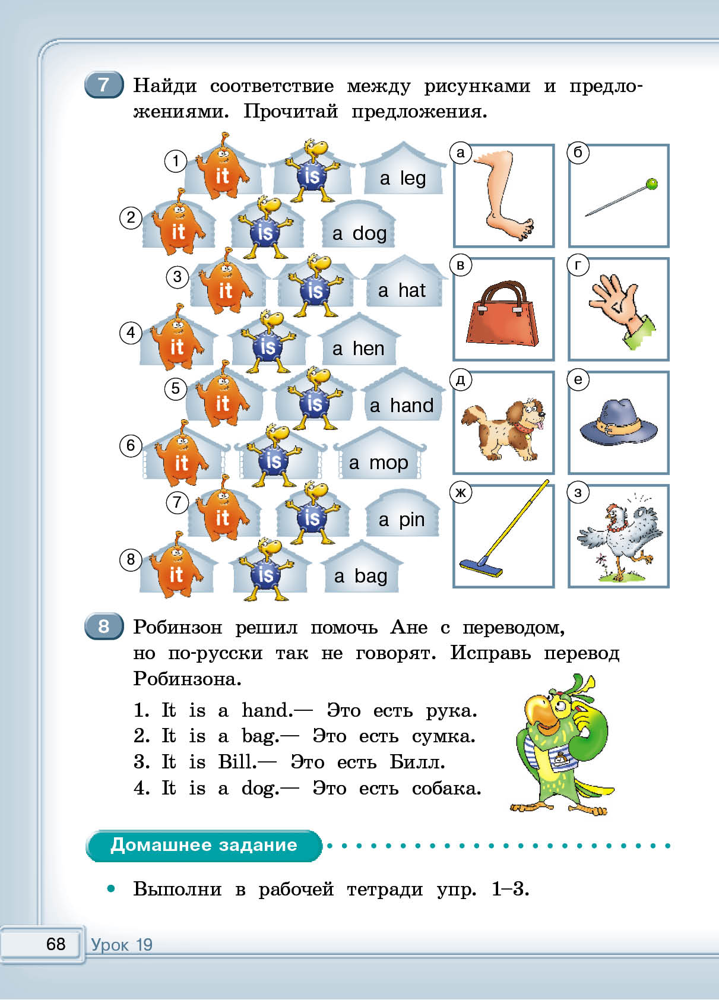 7 Найди соответствие между рисунками и предло-
жениями. Прочитай предложения.
1 it is a leg
2 it is a dog
3 it is a hat
4 it is a hen
5 it is a hand
6 it is a mop
7 it is a pin
8 it is a bag
а б
в г
д е
ж з
8 Робинзон решил помочь Ане с переводом,
но по-русски так не говорят. Исправь перевод
Робинзона.
1. It is a hand.— Это есть рука.
2. It is a bag.— Это есть сумка.
3. It is Bill.— Это есть Билл.
4. It is a dog.— Это есть собака.
Домашнее задание
• Выполни в рабочей тетради упр. 1–3.
68 Урок 19